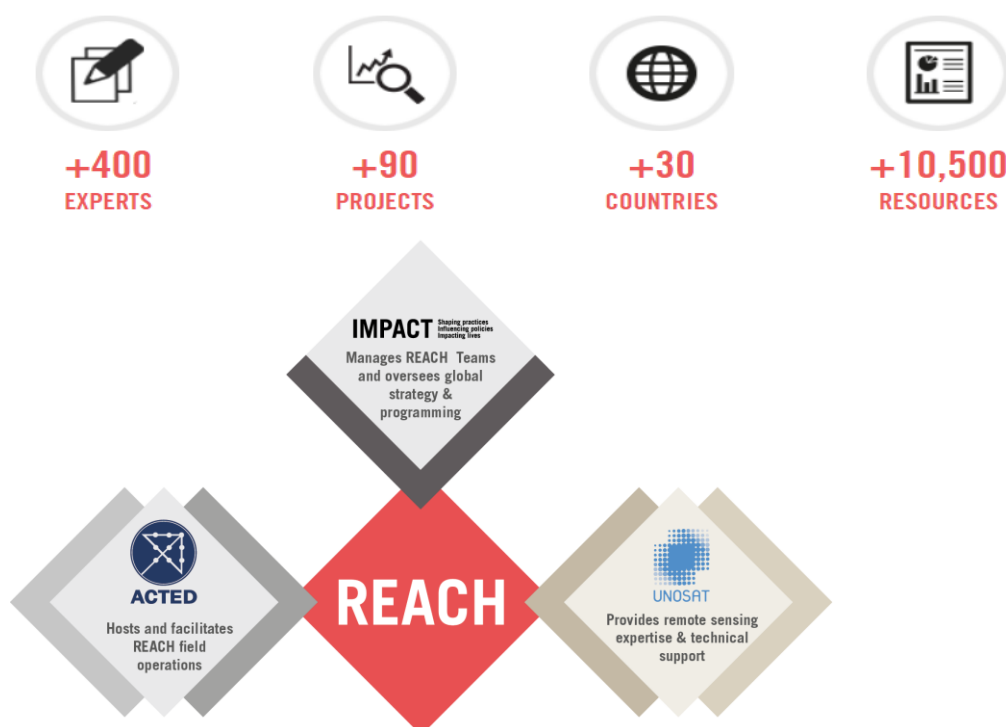 +400
EXPERTS
+90
PROJECTS
+30
COUNTRIES
+10,500
RESOURCES
IMPACT
Shaping practices
Influencing policies
Impacting lives
Manages REACH Teams
and oversees global
strategy &
programming
ACTED
Hosts and facilitates
REACH field
operations
REACH
UNOSAT
Provides remote sensing
expertise & technical
support